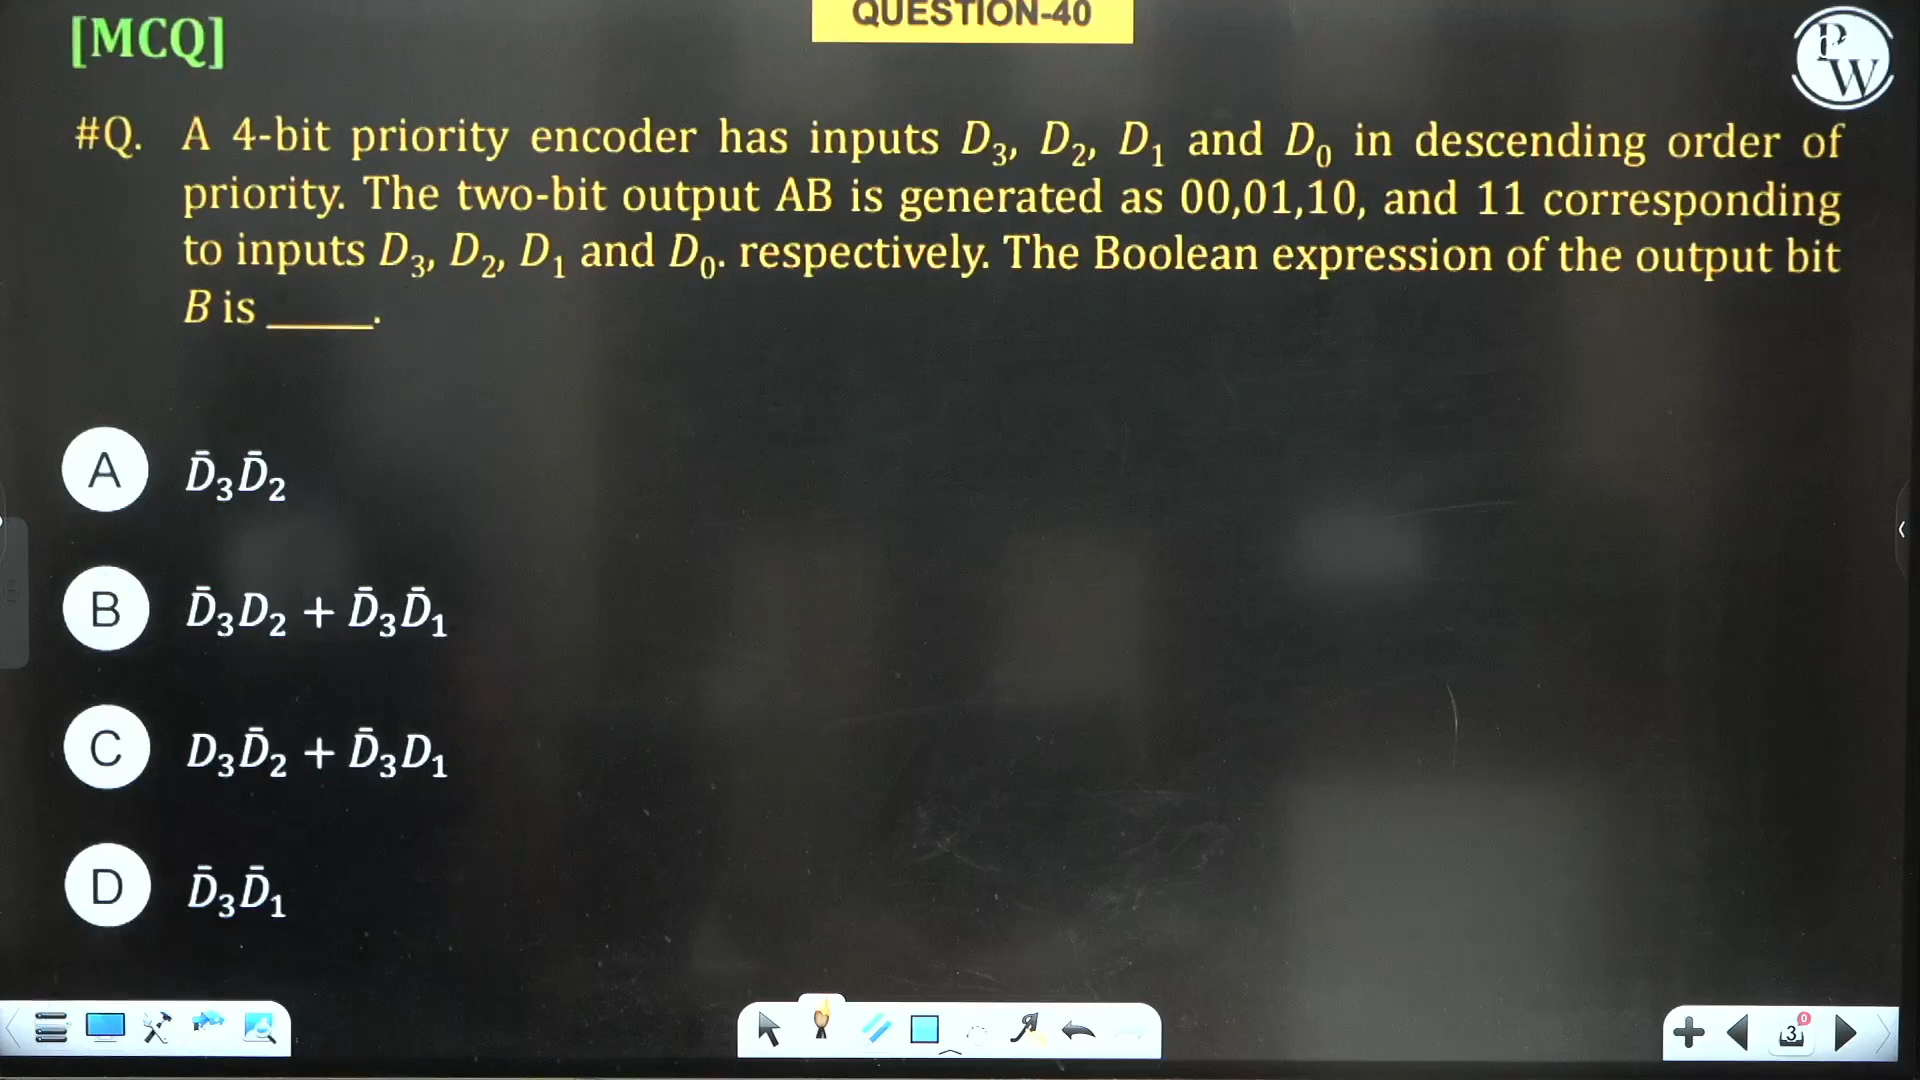 [MCQ]
QUESTION-40
PW
#Q. A 4-bit priority encoder has inputs D₃, D₂, D₁ and D₀ in descending order of
priority. The two-bit output AB is generated as 00,01,10, and 11 corresponding
to inputs D₃, D₂, D₁ and D₀. respectively. The Boolean expression of the output bit
B is _____.
A D̄₃D̄₂
B D̄₃D₂ + D̄₃D̄₁
C D₃D̄₂ + D̄₃D₁
D D̄₃D̄₁
3
0